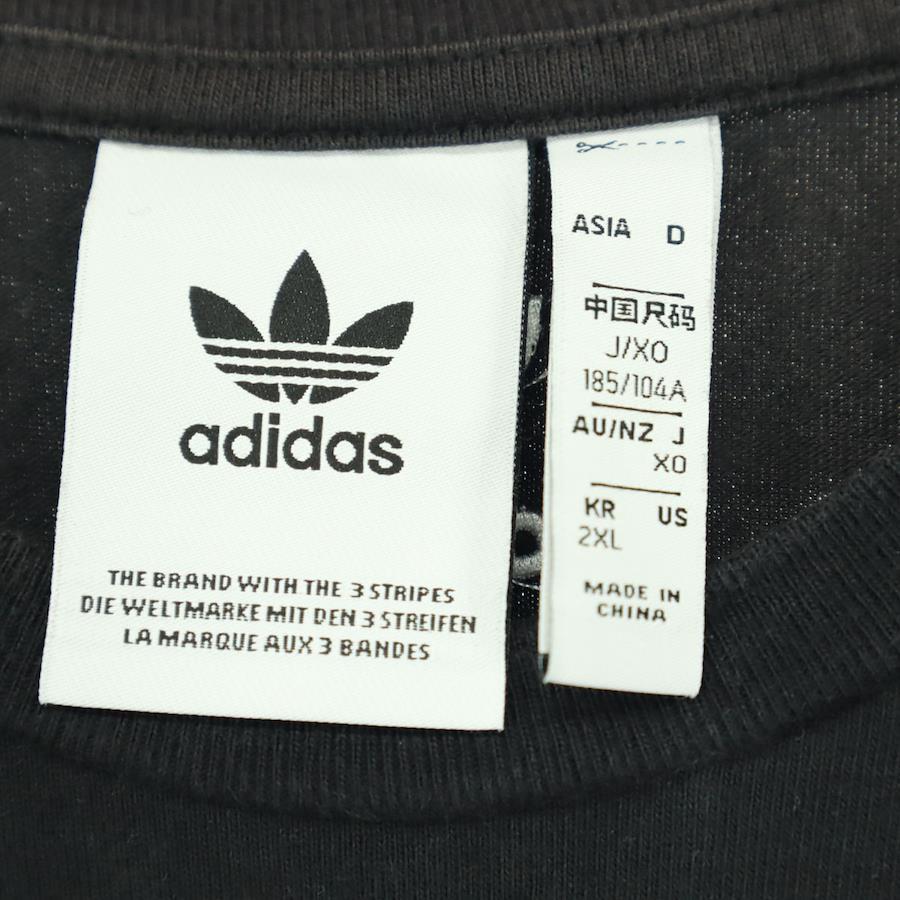 adidas
THE BRAND WITH THE 3 STRIPES
DIE WELTMARKE MIT DEN 3 STREIFEN
LA MARQUE AUX 3 BANDES
ASIA D
中国尺码
J/XO
185/104A
AU/NZ J
XO
KR US
2XL
MADE IN
CHINA